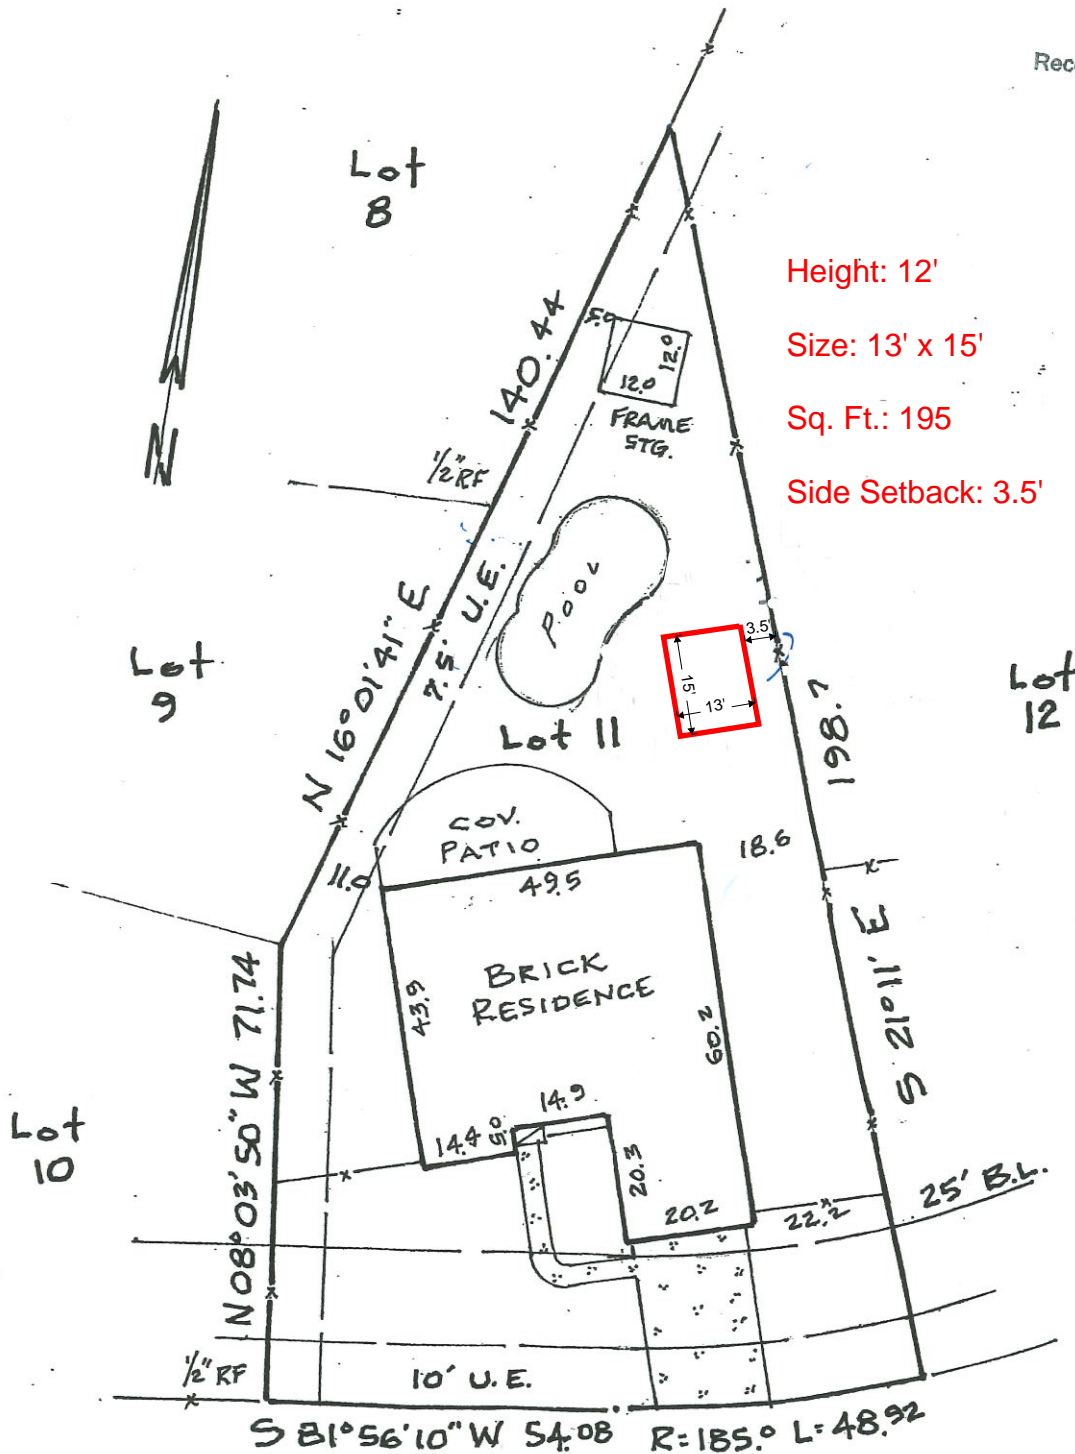 Rec
Lot
8
Height: 12'
Size: 13' x 15'
Sq. Ft.: 195
Side Setback: 3.5'
140.44
12.0
12.0
FRAME
STG.
1/2" RF
POOL
7.5' U.E.
N 16°01'41" E
Lot
9
3.5'
15'
13'
Lot 11
Lot
12
198.7
COV.
PATIO
18.6
11.0
49.5
BRICK
RESIDENCE
43.9
60.2
S 21°11' E
N 08°03'50" W 71.74
14.9
14.4
5.0
20.3
20.2
22.2
25' B.L.
Lot
10
1/2" RF
10' U.E.
S 81°56'10" W 54.08 R=185.0 L=48.92
N